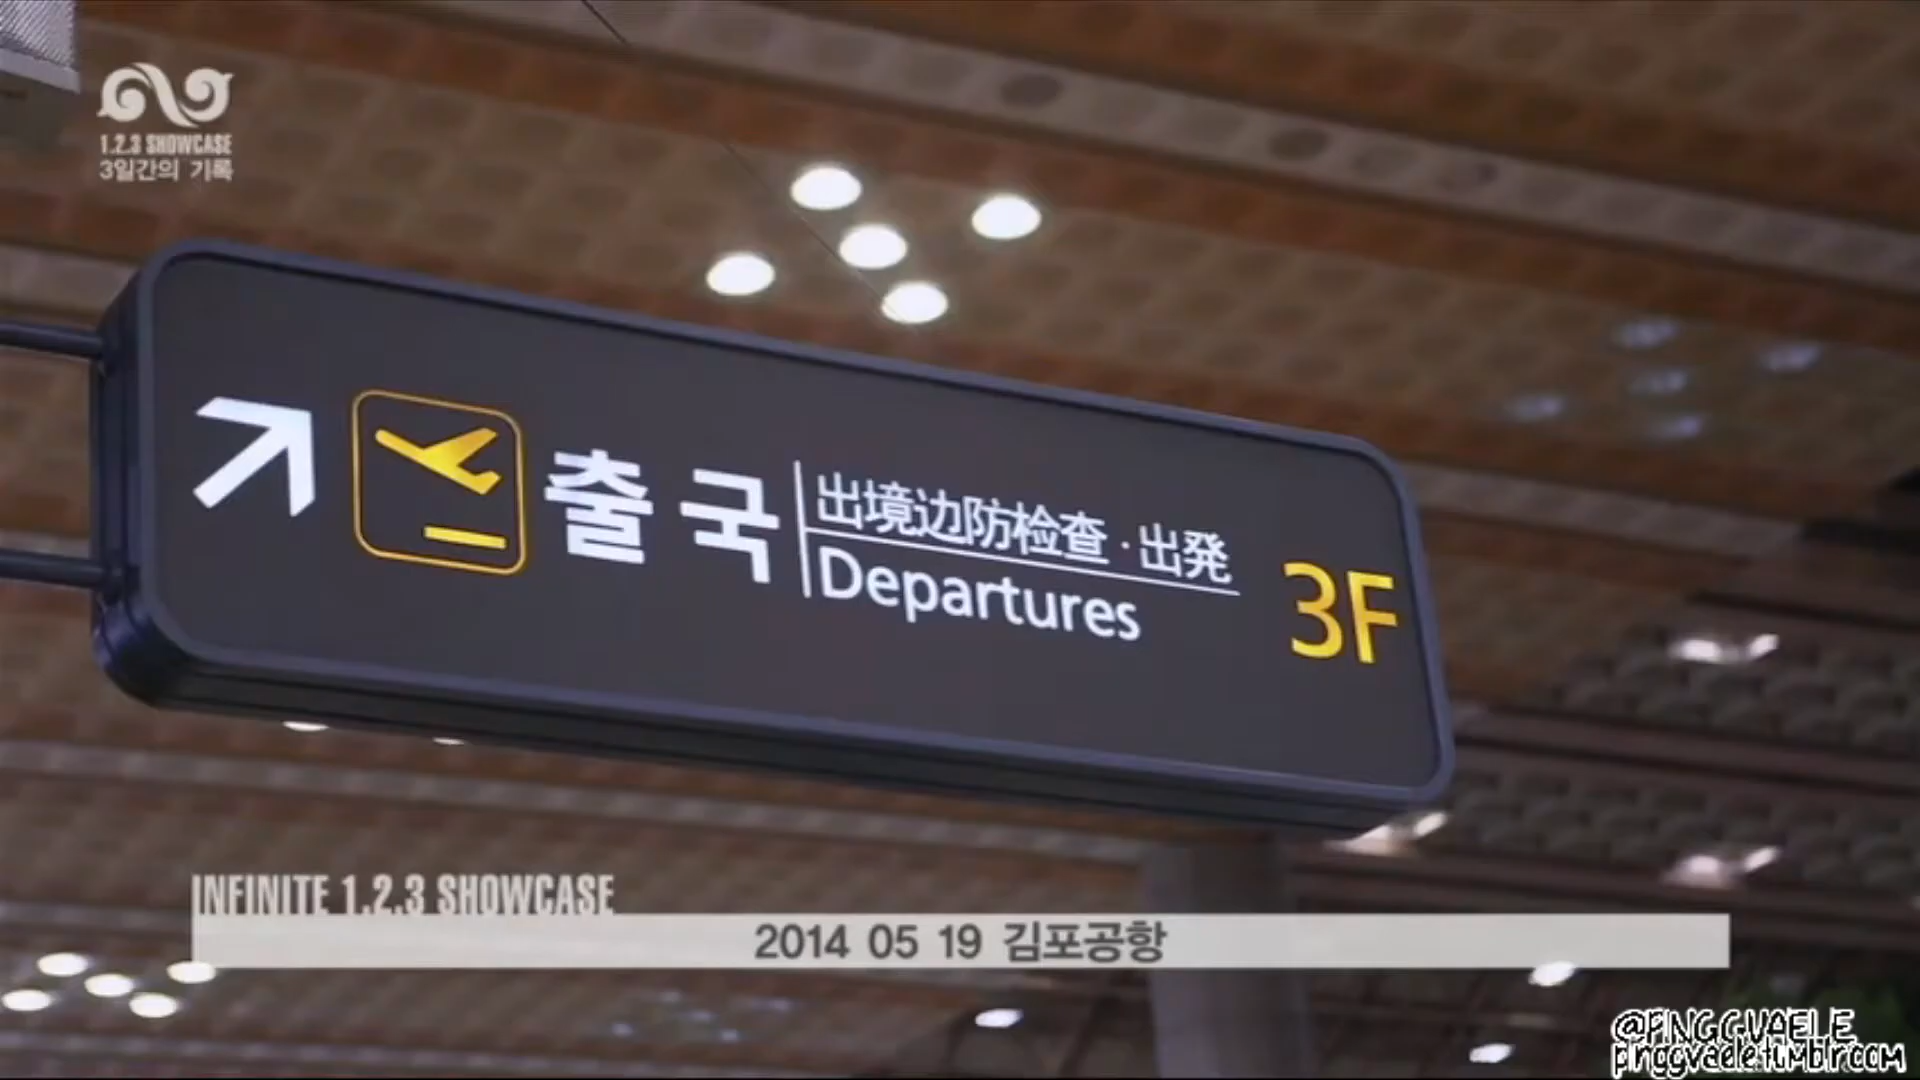 1.2.3 SHOWCASE
3일간의 기록
출국
出境边防检查·出発
Departures
3F
INFINITE 1.2.3 SHOWCASE
2014 05 19 김포공항
@PINGGVAELE
pinggvaele.tumblr.com